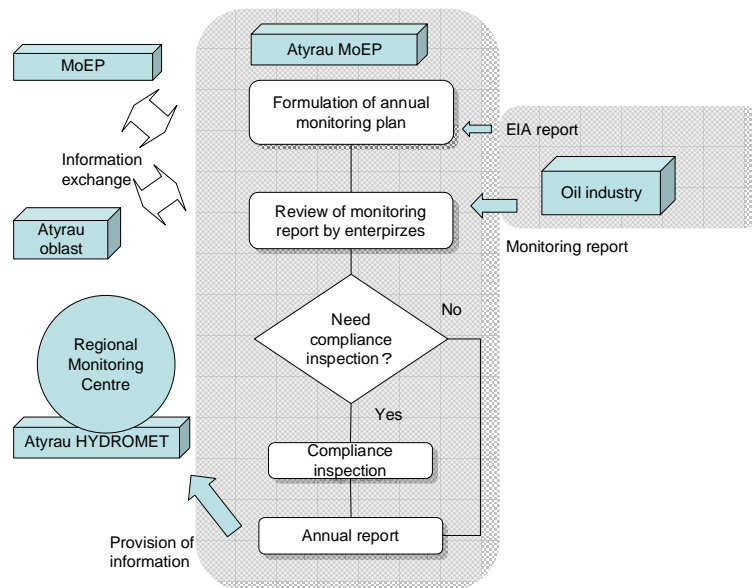 MoEP
Atyrau MoEP
Formulation of annual
monitoring plan
EIA report
Information
exchange
Oil industry
Review of monitoring
report by enterpirzes
Atyrau
oblast
Monitoring report
No
Need
compliance
inspection？
Regional
Monitoring
Centre
Yes
Atyrau HYDROMET
Compliance
inspection
Annual report
Provision of
information